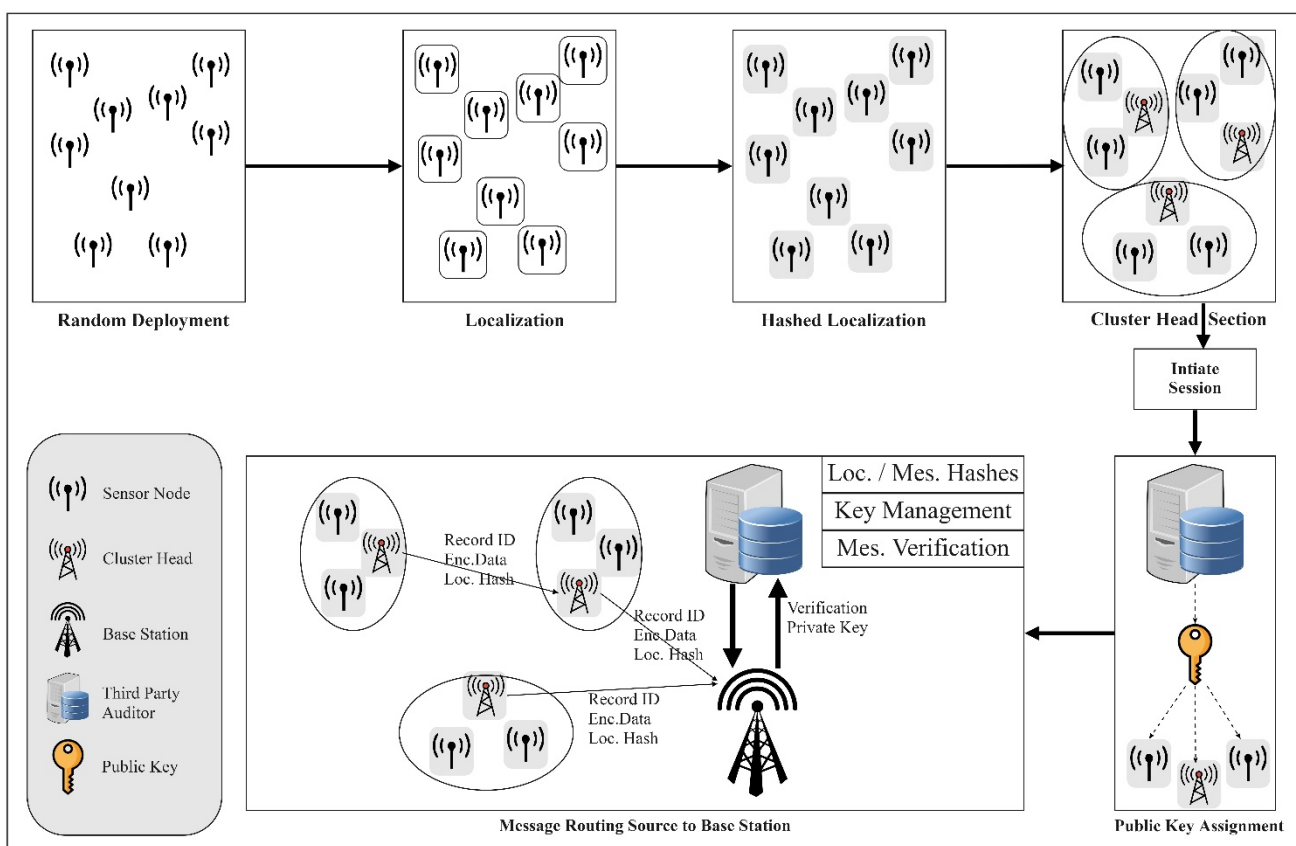 Random Deployment
Localization
Hashed Localization
Cluster Head Section
Intiate
Session
Sensor Node
Cluster Head
Base Station
Third Party
Auditor
Public Key
Record ID
Enc.Data
Loc. Hash
Record ID
Enc.Data
Loc. Hash
Record ID
Enc.Data
Loc. Hash
Loc. / Mes. Hashes
Key Management
Mes. Verification
Verification
Private Key
Message Routing Source to Base Station
Public Key Assignment